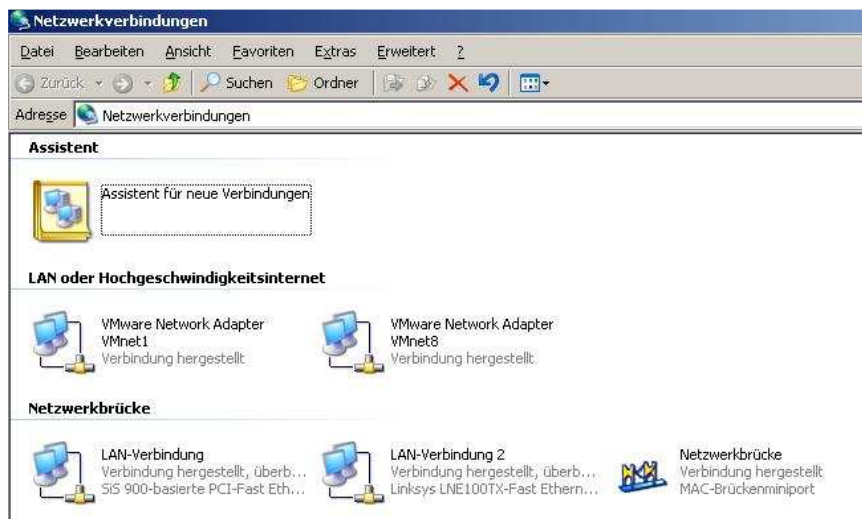 Netzwerkverbindungen
Datei Bearbeiten Ansicht Favoriten Extras Erweitert ?
Zurück Suchen Ordner
Adresse Netzwerkverbindungen
Assistent
Assistent für neue Verbindungen
LAN oder Hochgeschwindigkeitsinternet
VMware Network Adapter
VMnet1
Verbindung hergestellt
VMware Network Adapter
VMnet8
Verbindung hergestellt
Netzwerkbrücke
LAN-Verbindung
Verbindung hergestellt, überb...
SiS 900-basierte PCI-Fast Eth...
LAN-Verbindung 2
Verbindung hergestellt, überb...
Linksys LNE100TX-Fast Ethern...
Netzwerkbrücke
Verbindung hergestellt
MAC-Brückenminiport